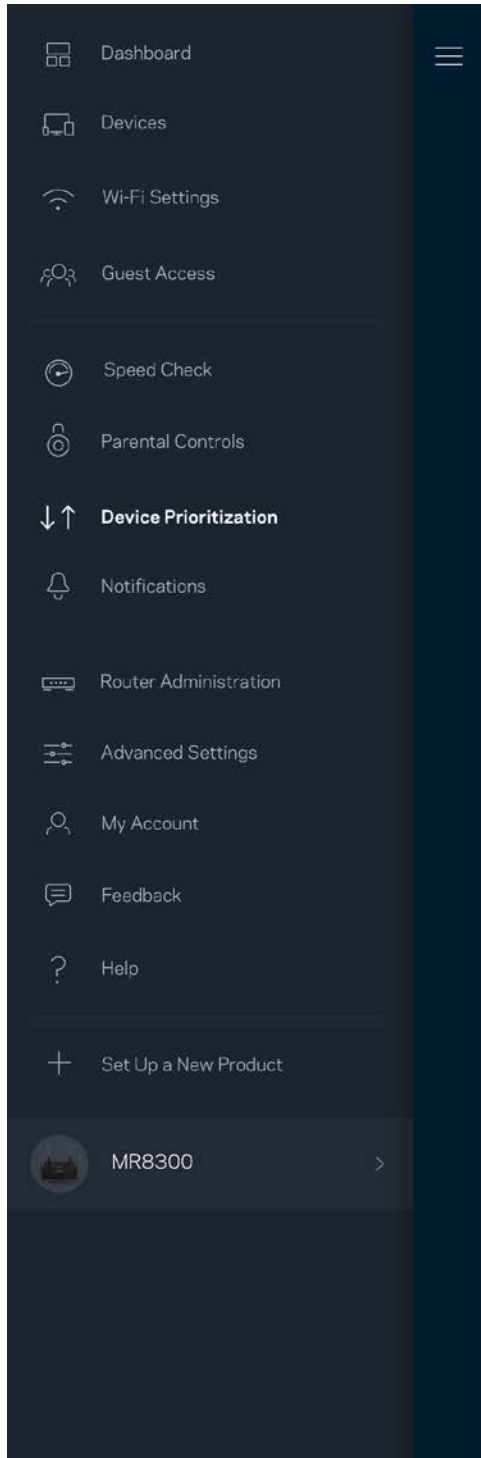 Dashboard
Devices
Wi-Fi Settings
Guest Access
Speed Check
Parental Controls
Device Prioritization
Notifications
Router Administration
Advanced Settings
My Account
Feedback
Help
Set Up a New Product
MR8300